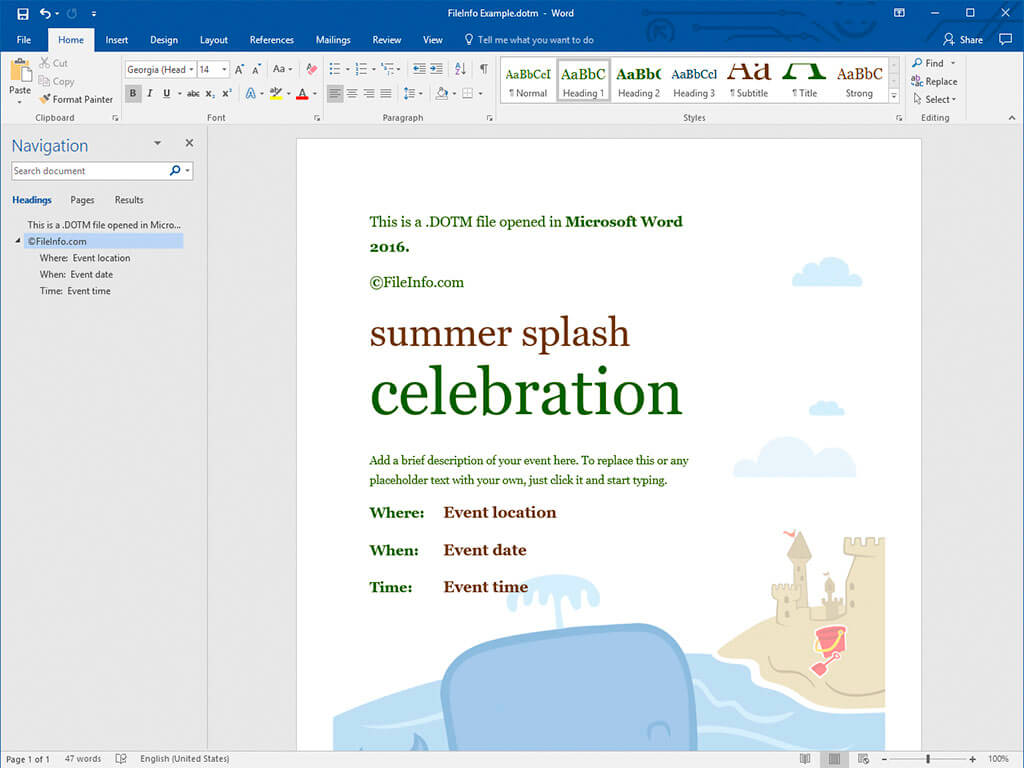 FileInfo Example.dotm - Word
File Home Insert Design Layout References Mailings Review View Tell me what you want to do Share
Paste
Cut
Copy
Format Painter
Georgia (Head 14
AaBbCcI AaBbC AaBb( AaBbCcI Aa A AaBbC
¶ Normal Heading 1 Heading 2 Heading 3 ¶ Subtitle ¶ Title Strong
Find
Replace
Select
Clipboard Font Paragraph Styles Editing
Navigation
Search document
Headings Pages Results
This is a .DOTM file opened in Micro...
©FileInfo.com
Where: Event location
When: Event date
Time: Event time
This is a .DOTM file opened in Microsoft Word
2016.
©FileInfo.com
summer splash
celebration
Add a brief description of your event here. To replace this or any
placeholder text with your own, just click it and start typing.
Where: Event location
When: Event date
Time: Event time
Page 1 of 1 47 words English (United States) 100%